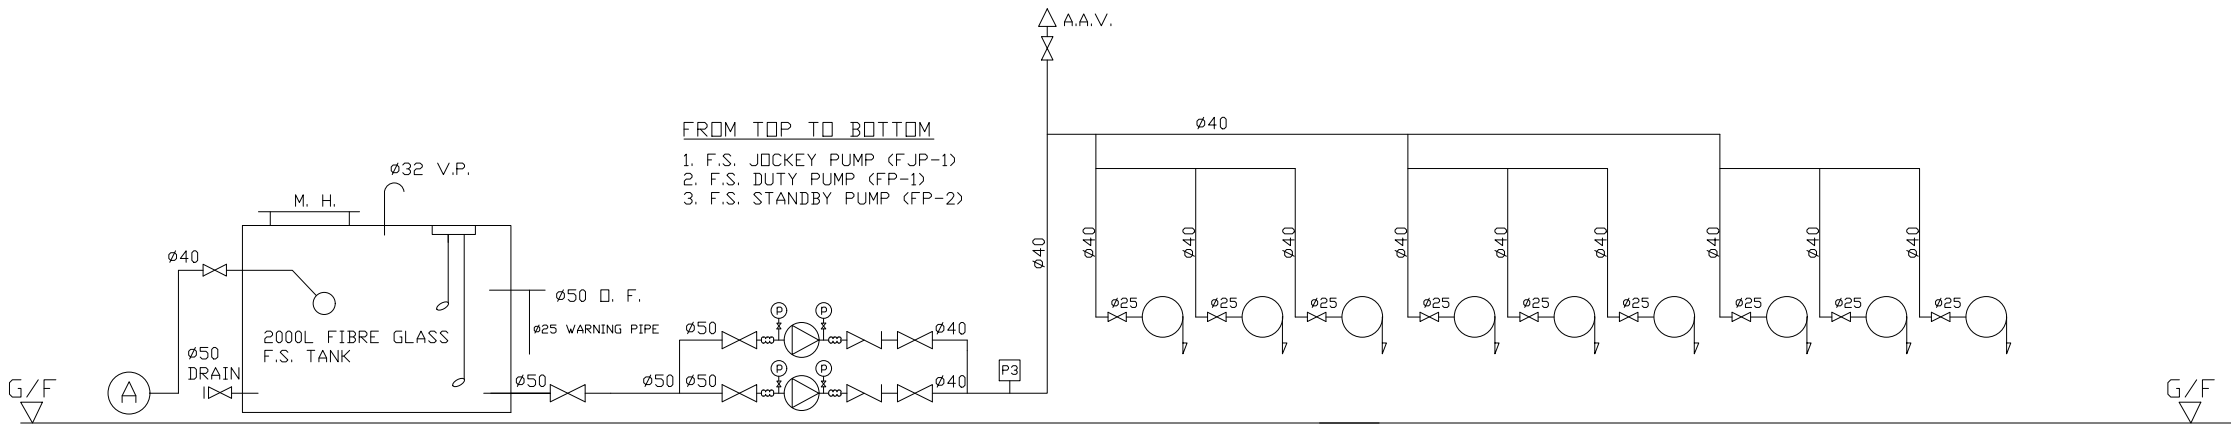 A.A.V.
FROM TOP TO BOTTOM
1. F.S. JOCKEY PUMP (FJP-1)
2. F.S. DUTY PUMP (FP-1)
3. F.S. STANDBY PUMP (FP-2)
ø40
ø32 V.P.
M. H.
ø40
2000L FIBRE GLASS
F.S. TANK
ø50
DRAIN
A
G/F
ø50 O. F.
ø25 WARNING PIPE
ø50
ø50
ø50
P
P
ø40
ø50
P
P
ø40
P3
ø40
ø40
ø40
ø40
ø40
ø40
ø40
ø40
ø40
ø40
ø25
ø25
ø25
ø25
ø25
ø25
ø25
ø25
ø25
G/F